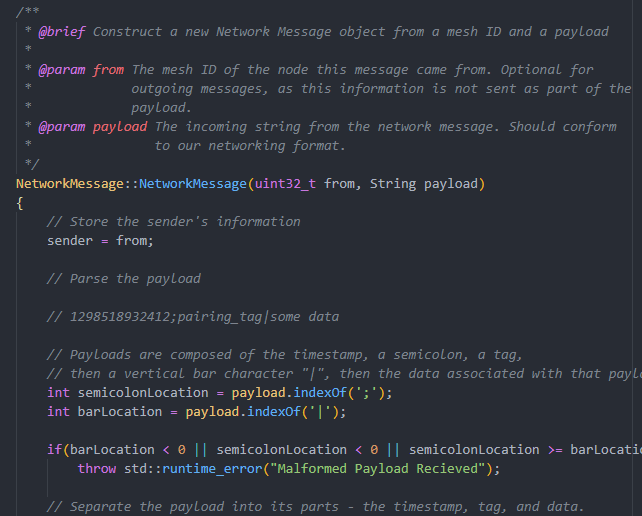 /**
* @brief Construct a new Network Message object from a mesh ID and a payload
*
* @param from The mesh ID of the node this message came from. Optional for
* outgoing messages, as this information is not sent as part of the
* payload.
* @param payload The incoming string from the network message. Should conform
* to our networking format.
*/
NetworkMessage::NetworkMessage(uint32_t from, String payload)
{
// Store the sender's information
sender = from;
// Parse the payload
// 1298518932412;pairing_tag|some data
// Payloads are composed of the timestamp, a semicolon, a tag,
// then a vertical bar character "|", then the data associated with that paylo
int semicolonLocation = payload.indexOf(';');
int barLocation = payload.indexOf('|');
if(barLocation < 0 || semicolonLocation < 0 || semicolonLocation >= barLocatio
throw std::runtime_error("Malformed Payload Recieved");
// Separate the payload into its parts - the timestamp, tag, and data.